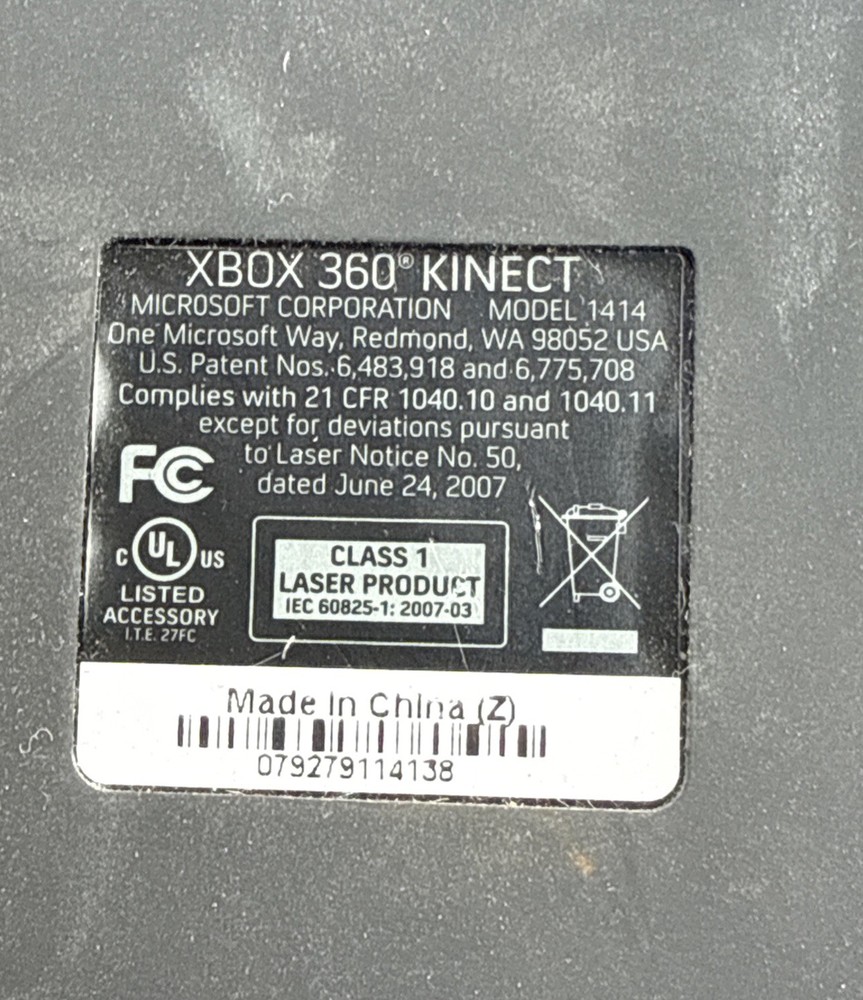 XBOX 360® KINECT
MICROSOFT CORPORATION MODEL 1414
One Microsoft Way, Redmond, WA 98052 USA
U.S. Patent Nos. 6,483,918 and 6,775,708
Complies with 21 CFR 1040.10 and 1040.11
except for deviations pursuant
to Laser Notice No. 50,
dated June 24, 2007
FC
C UL US
LISTED
ACCESSORY
I.T.E. 27FC
CLASS 1
LASER PRODUCT
IEC 60825-1: 2007-03
Made in China (Z)
079279114138